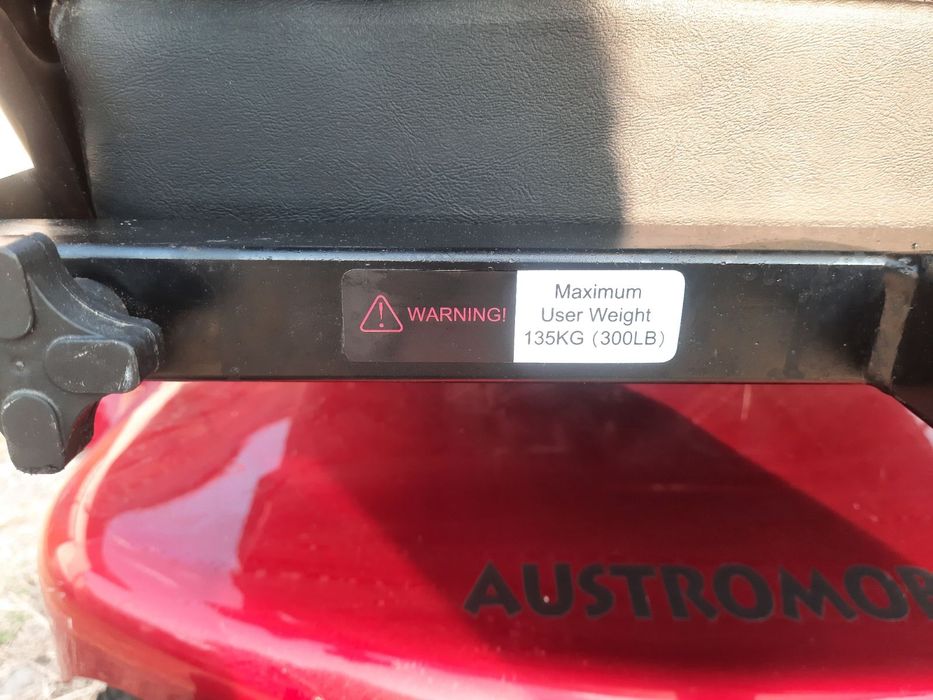 WARNING!
Maximum
User Weight
135KG (300LB)
AUSTROMOB